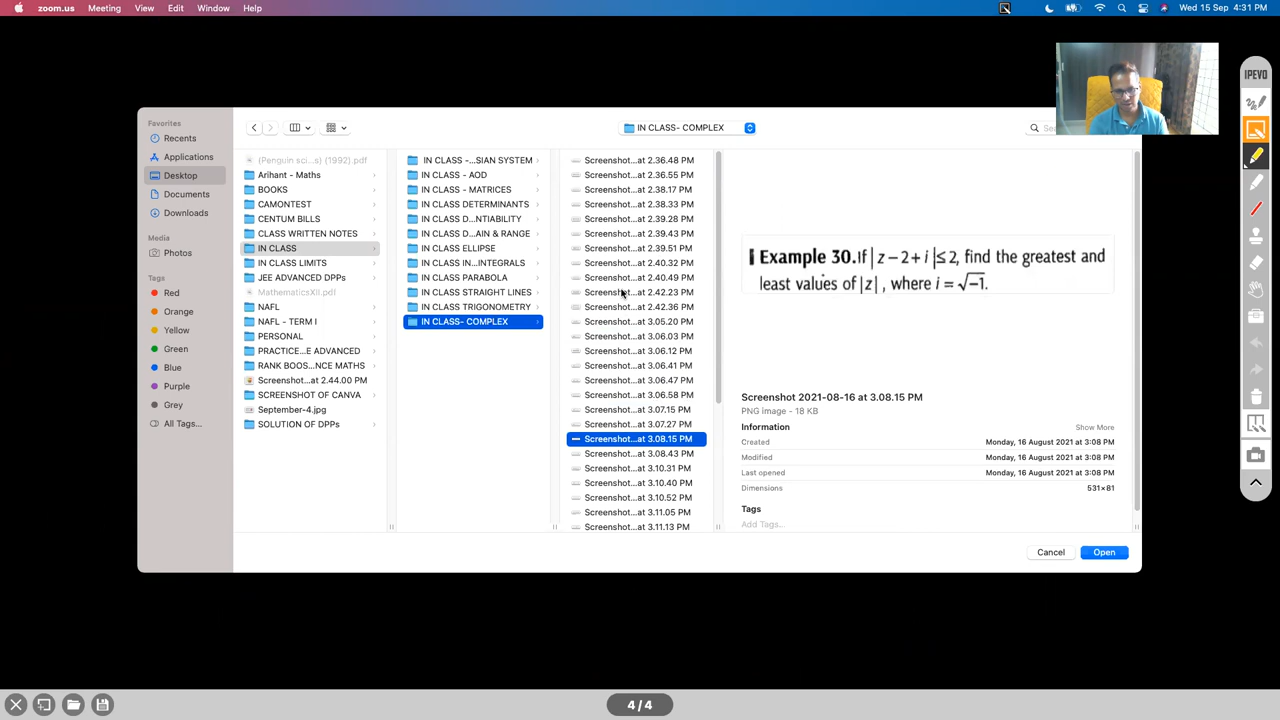 zoom.us Meeting View Edit Window Help
Wed 15 Sep 4:31 PM
IPEVO
Favorites
Recents
Applications
Desktop
Documents
Downloads
Media
Photos
Tags
Red
Orange
Yellow
Green
Blue
Purple
Grey
All Tags...
IN CLASS- COMPLEX
(Penguin sci...s) (1992).pdf
Arihant - Maths
BOOKS
CAMONTEST
CENTUM BILLS
CLASS WRITTEN NOTES
IN CLASS
IN CLASS LIMITS
JEE ADVANCED DPPs
MathematicsXII.pdf
NAFL
NAFL - TERM I
PERSONAL
PRACTICE...E ADVANCED
RANK BOOS...NCE MATHS
Screenshot...at 2.44.00 PM
SCREENSHOT OF CANVA
September-4.jpg
SOLUTION OF DPPs
IN CLASS -...SIAN SYSTEM
IN CLASS - AOD
IN CLASS - MATRICES
IN CLASS DETERMINANTS
IN CLASS D...NTIABILITY
IN CLASS D...AIN & RANGE
IN CLASS ELLIPSE
IN CLASS IN...INTEGRALS
IN CLASS PARABOLA
IN CLASS STRAIGHT LINES
IN CLASS TRIGONOMETRY
IN CLASS- COMPLEX
Screenshot...at 2.36.48 PM
Screenshot...at 2.36.55 PM
Screenshot...at 2.38.17 PM
Screenshot...at 2.38.33 PM
Screenshot...at 2.39.28 PM
Screenshot...at 2.39.43 PM
Screenshot...at 2.39.51 PM
Screenshot...at 2.40.32 PM
Screenshot...at 2.40.49 PM
Screenshot...at 2.42.23 PM
Screenshot...at 2.42.36 PM
Screenshot...at 3.05.20 PM
Screenshot...at 3.06.03 PM
Screenshot...at 3.06.12 PM
Screenshot...at 3.06.41 PM
Screenshot...at 3.06.47 PM
Screenshot...at 3.06.58 PM
Screenshot...at 3.07.15 PM
Screenshot...at 3.07.27 PM
Screenshot...at 3.08.15 PM
Screenshot...at 3.08.43 PM
Screenshot...at 3.10.31 PM
Screenshot...at 3.10.40 PM
Screenshot...at 3.10.52 PM
Screenshot...at 3.11.05 PM
Screenshot...at 3.11.13 PM
Example 30. If |z − 2 + i| ≤ 2, find the greatest and
least values of |z|, where i = √−1.
Screenshot 2021-08-16 at 3.08.15 PM
PNG image - 18 KB
Information Show More
Created Monday, 16 August 2021 at 3:08 PM
Modified Monday, 16 August 2021 at 3:08 PM
Last opened Monday, 16 August 2021 at 3:08 PM
Dimensions 531×81
Tags
Add Tags...
Cancel Open
4 / 4